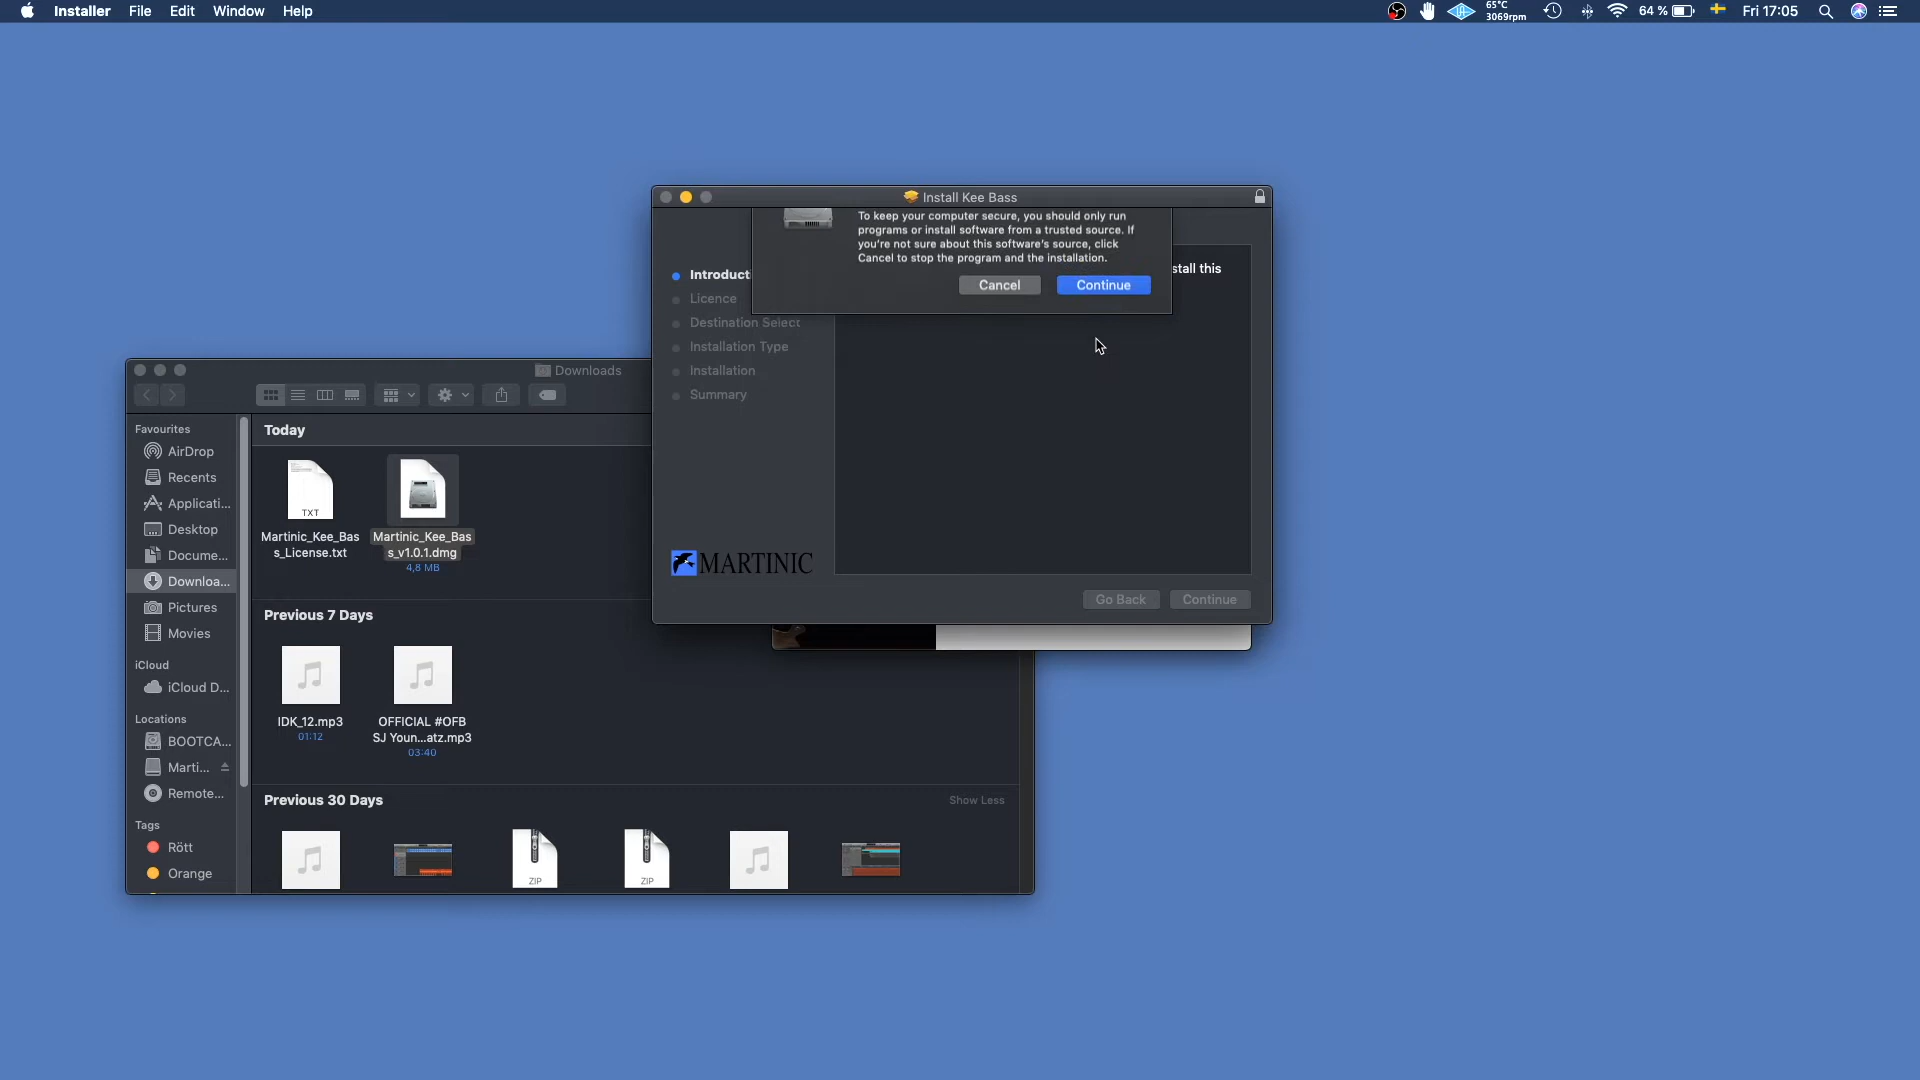 Installer File Edit Window Help
65°C
3069rpm
64 %
Fri 17:05
Install Kee Bass
To keep your computer secure, you should only run
programs or install software from a trusted source. If
you're not sure about this software's source, click
Cancel to stop the program and the installation.
Cancel Continue
stall this
Introducti
Licence
Destination Select
Installation Type
Installation
Summary
MARTINIC
Go Back Continue
Downloads
Favourites
AirDrop
Recents
Applicati...
Desktop
Docume...
Downloa...
Pictures
Movies
iCloud
iCloud D...
Locations
BOOTCA...
Marti...
Remote...
Tags
Rött
Orange
Today
TXT
Martinic_Kee_Bas
s_License.txt
Martinic_Kee_Bas
s_v1.0.1.dmg
4,8 MB
Previous 7 Days
IDK_12.mp3
01:12
OFFICIAL #OFB
SJ Youn...atz.mp3
03:40
Previous 30 Days
Show Less
ZIP
ZIP